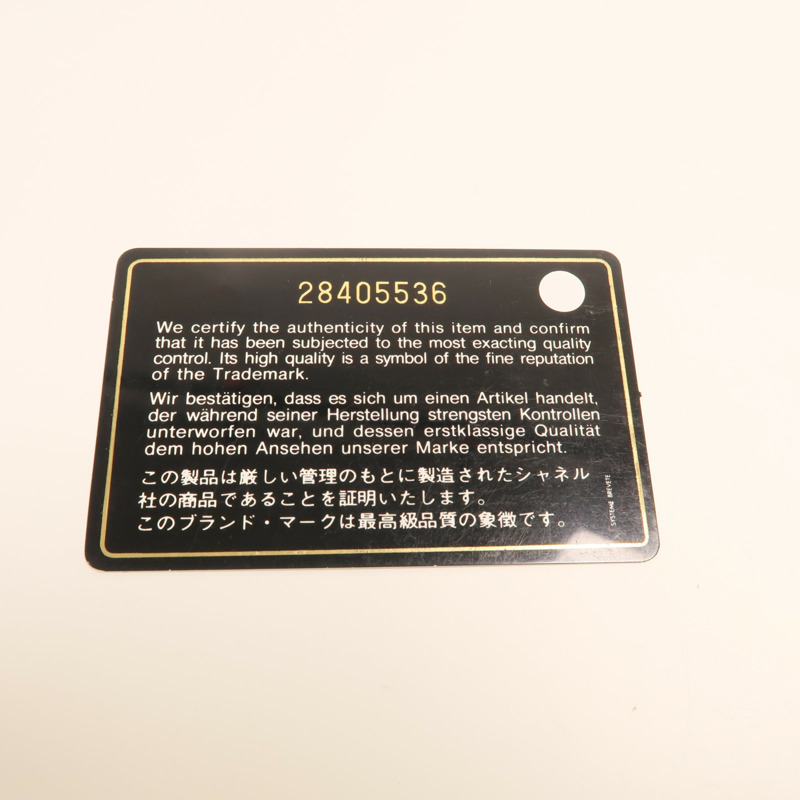 28405536
We certify the authenticity of this item and confirm
that it has been subjected to the most exacting quality
control. Its high quality is a symbol of the fine reputation
of the Trademark.
Wir bestätigen, dass es sich um einen Artikel handelt,
der während seiner Herstellung strengsten Kontrollen
unterworfen war, und dessen erstklässige Qualität
dem hohen Ansehen unserer Marke entspricht.
この製品は厳しい管理のもとに製造されたシャネル
社の商品であることを証明いたします。
このブランド・マークは最高級品質の象徴です。
SYSTEME BREVETE